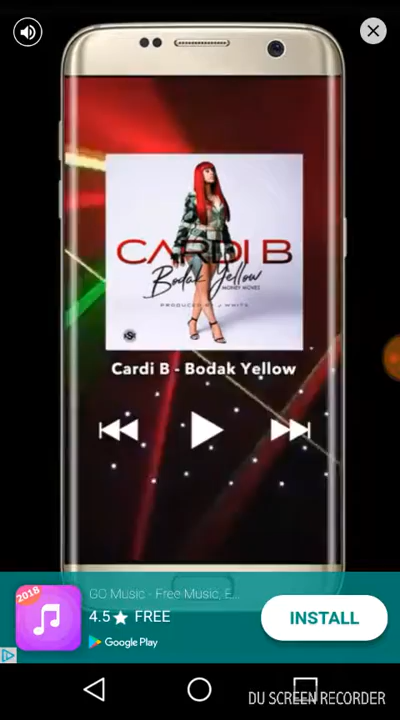 CARDI B
Bodak Yellow
MONEY MOVES
PRODUCED BY J WHITE
Cardi B - Bodak Yellow
2018
GO Music - Free Music, E...
4.5★ FREE
INSTALL
Google Play
DU SCREEN RECORDER